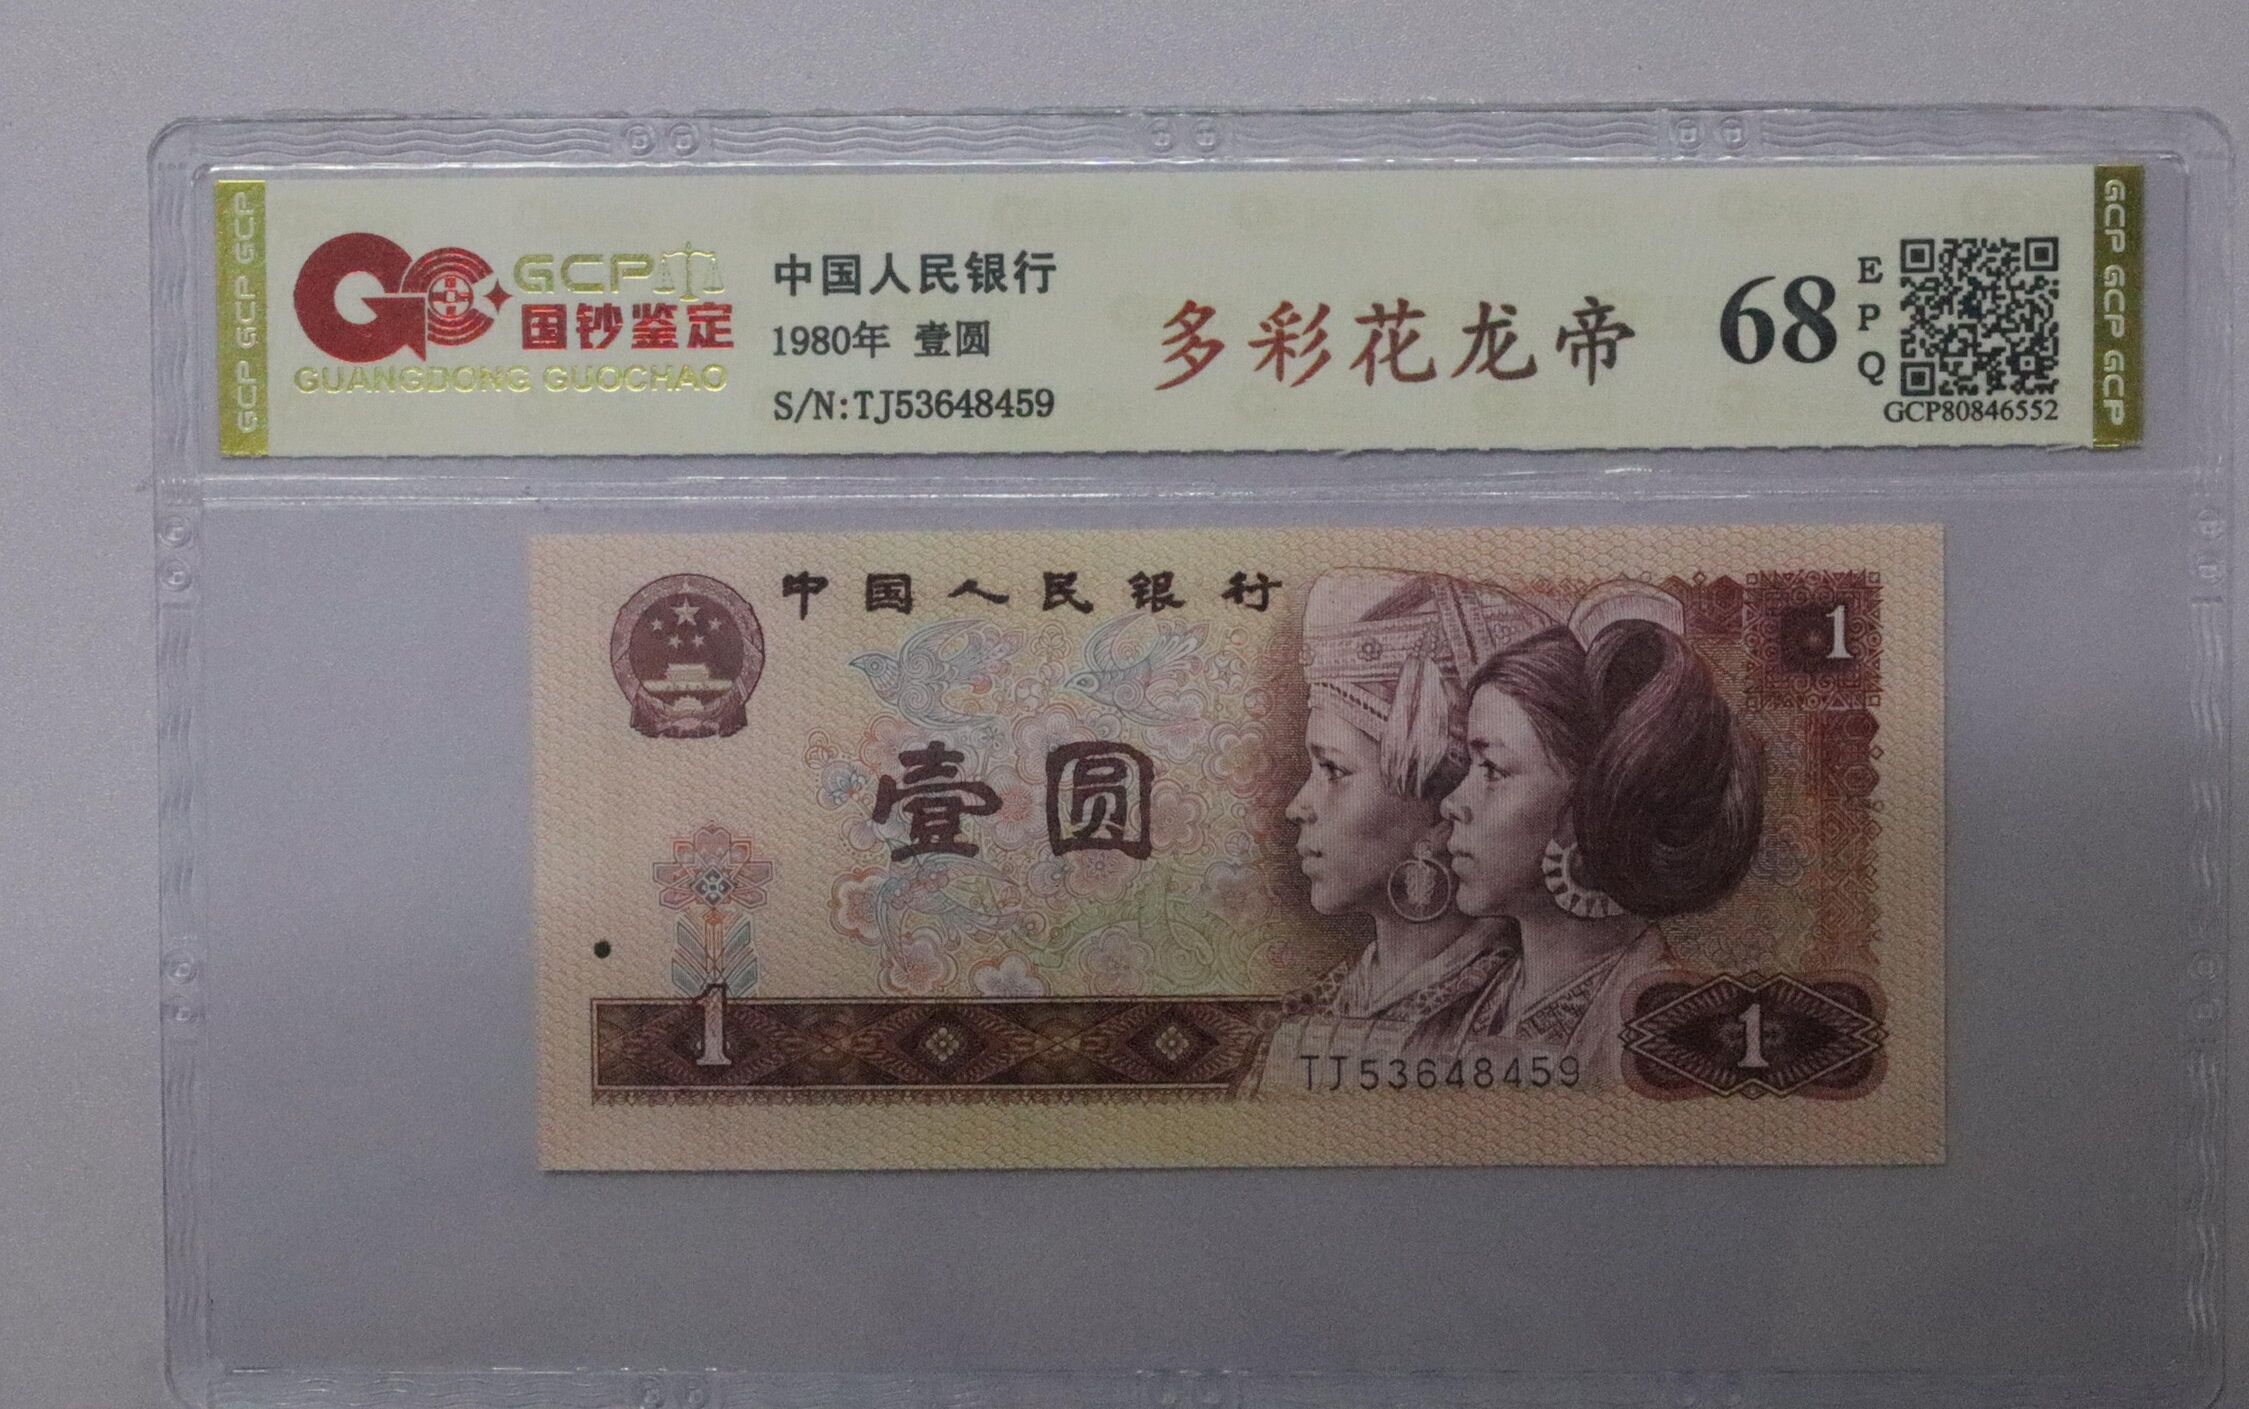 GCP
国钞鉴定
GUANGDONG GUOCHAO
中国人民银行
1980年 壹圆
S/N:TJ53648459
多彩花龙帝
68
EPQ
GCP80846552
GCP GCP GCP
GCP GCP GCP
中国人民银行
1
壹圆
1
1
TJ53648459